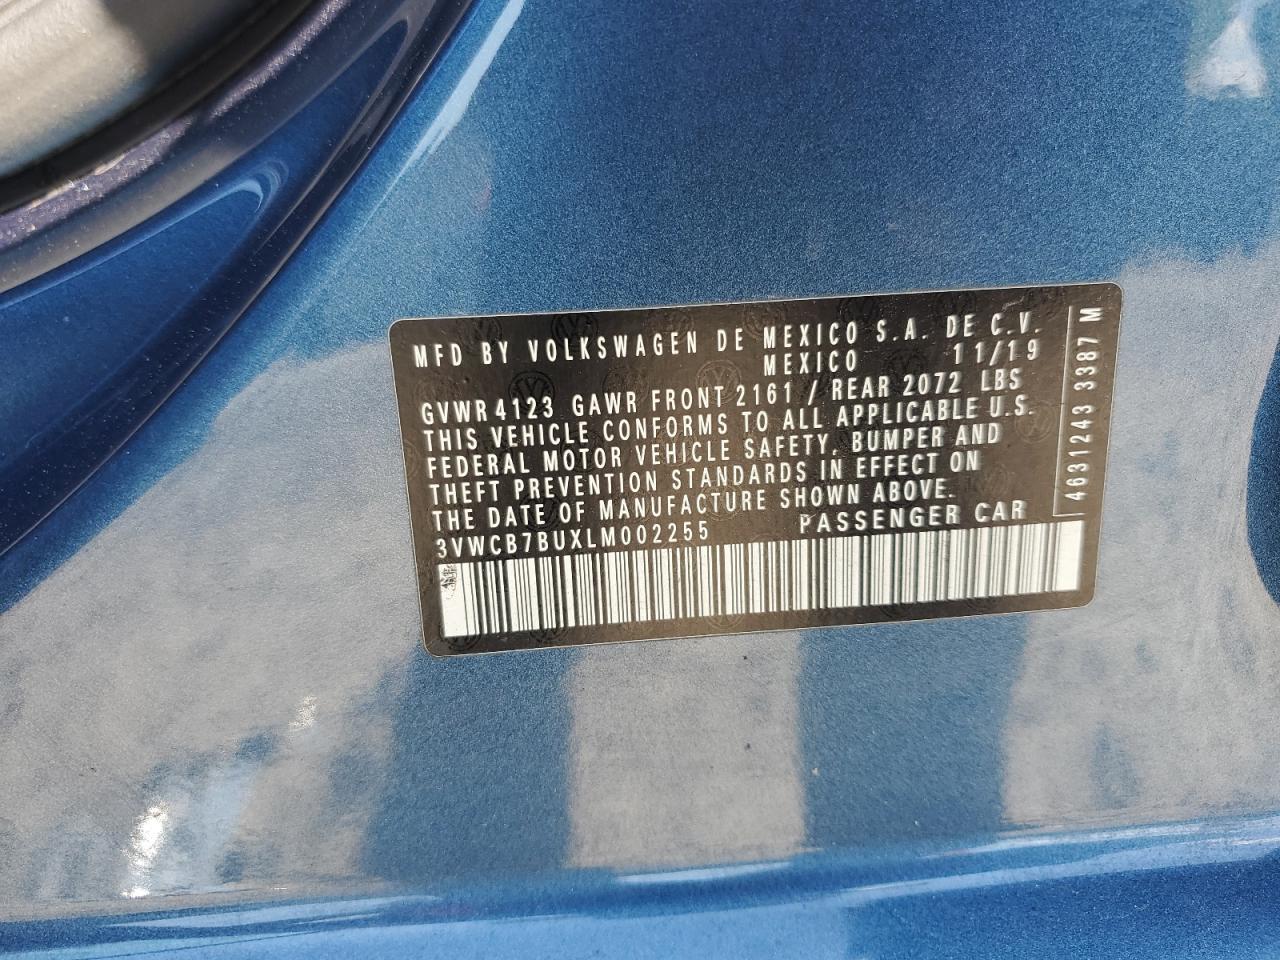 MFD BY VOLKSWAGEN DE MEXICO S.A. DE C.V.
MEXICO 11/19
GVWR 4123 GAWR FRONT 2161 / REAR 2072 LBS
THIS VEHICLE CONFORMS TO ALL APPLICABLE U.S.
FEDERAL MOTOR VEHICLE SAFETY, BUMPER AND
THEFT PREVENTION STANDARDS IN EFFECT ON
THE DATE OF MANUFACTURE SHOWN ABOVE.
3VWCB7BUXLM002255 PASSENGER CAR
4631243 3387 M